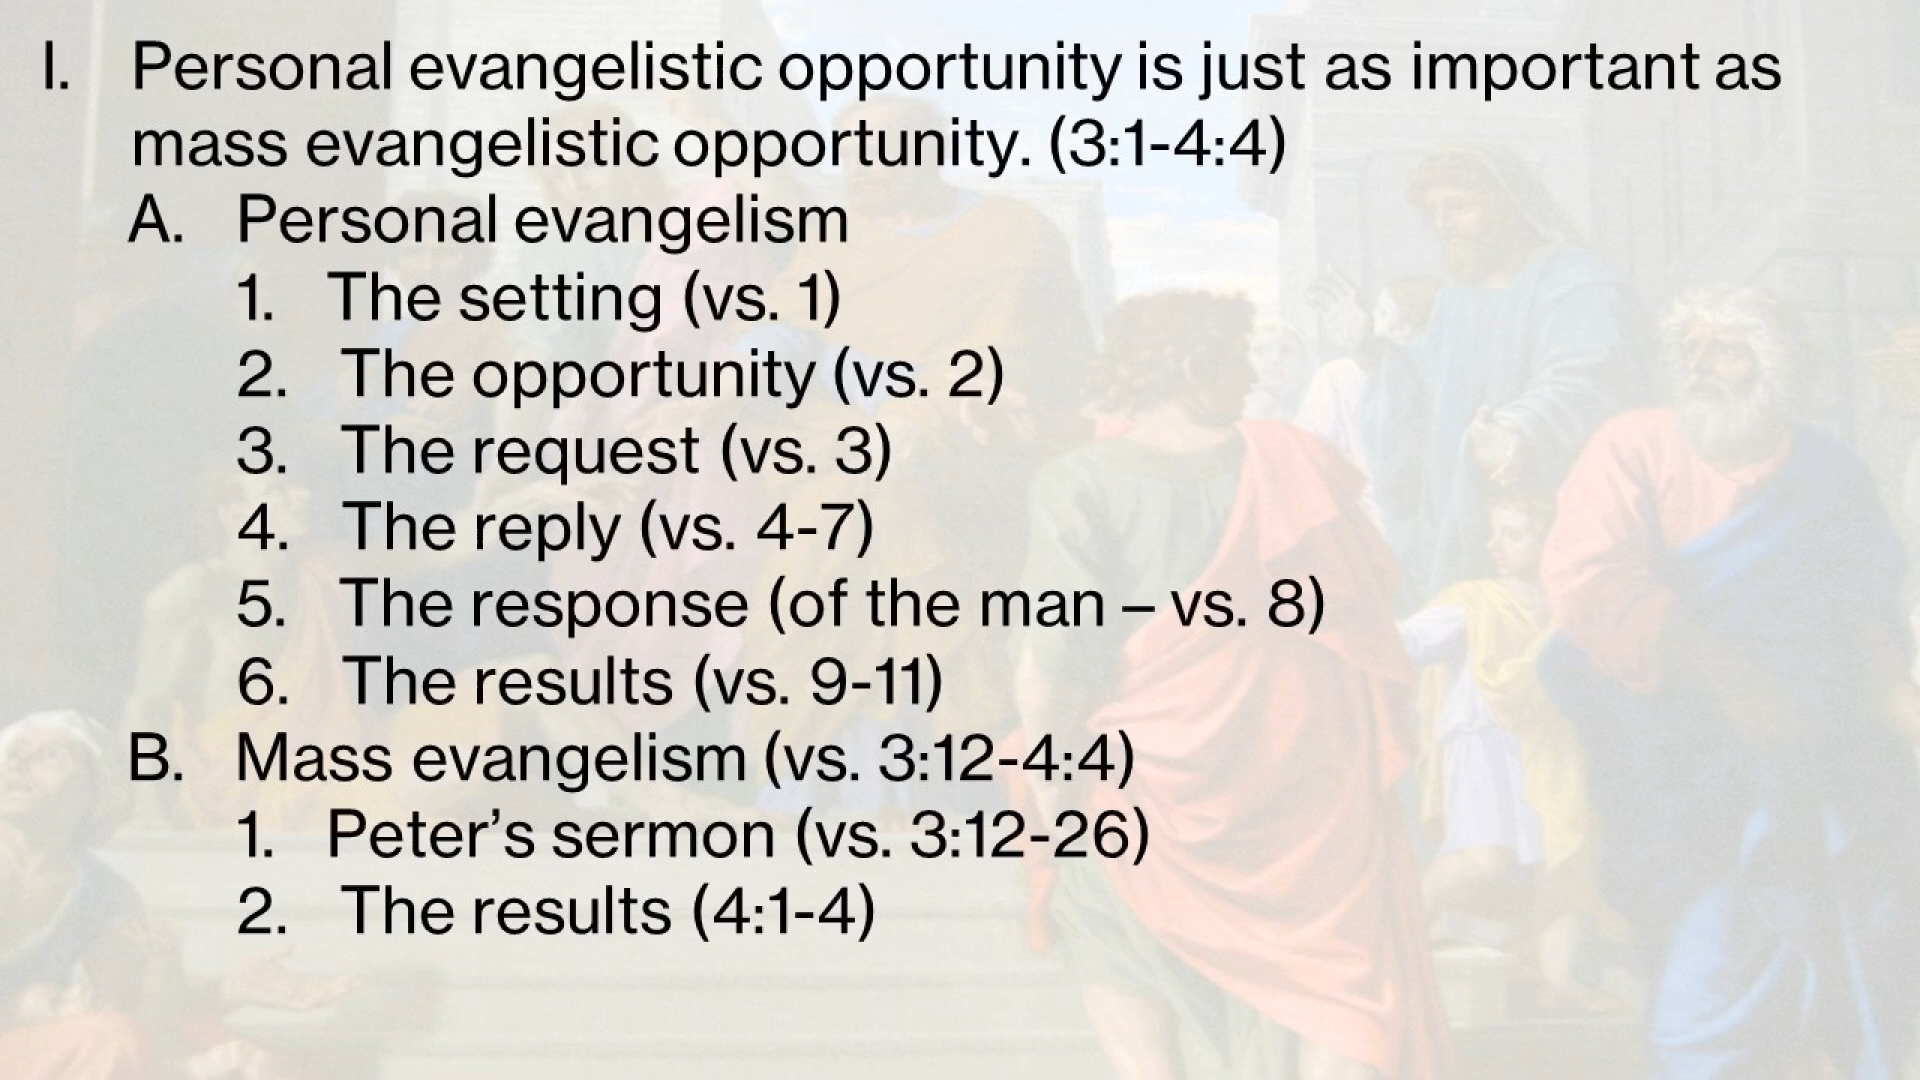 I. Personal evangelistic opportunity is just as important as
mass evangelistic opportunity. (3:1-4:4)
A. Personal evangelism
1. The setting (vs. 1)
2. The opportunity (vs. 2)
3. The request (vs. 3)
4. The reply (vs. 4-7)
5. The response (of the man – vs. 8)
6. The results (vs. 9-11)
B. Mass evangelism (vs. 3:12-4:4)
1. Peter’s sermon (vs. 3:12-26)
2. The results (4:1-4)